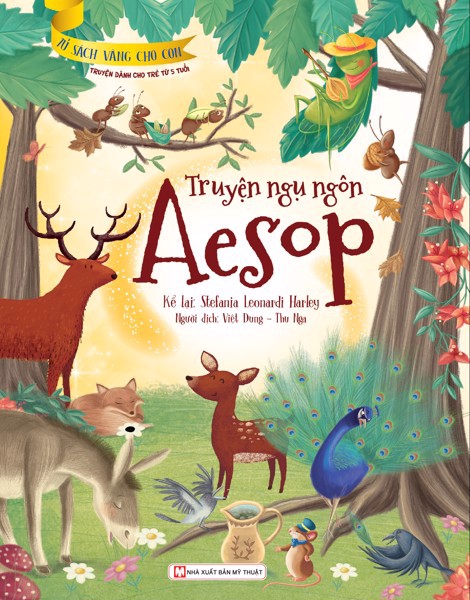 TỦ SÁCH VÀNG CHO CON
TRUYỆN DÀNH CHO TRẺ TỪ 5 TUỔI
Truyện ngụ ngôn
Aesop
Kể lại: Stefania Leonardi Harley
Người dịch: Việt Dung – Thu Nga
NHÀ XUẤT BẢN MỸ THUẬT